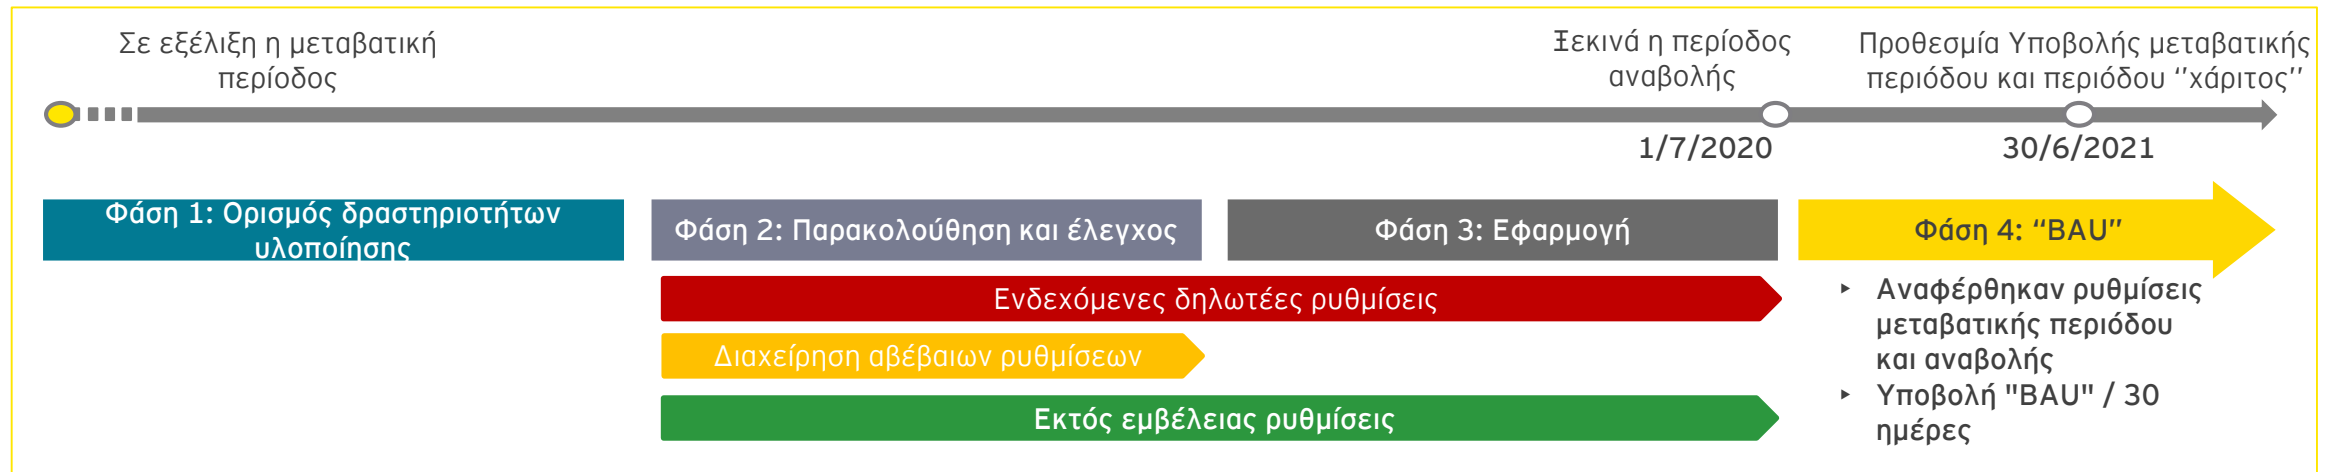 Σε εξέλιξη η μεταβατική
περίοδος
Ξεκινά η περίοδος
αναβολής
Προθεσμία Υποβολής μεταβατικής
περιόδου και περιόδου ‘’χάριτος’’
1/7/2020
30/6/2021
Φάση 1: Ορισμός δραστηριοτήτων
υλοποίησης
Φάση 2: Παρακολούθηση και έλεγχος
Φάση 3: Εφαρμογή
Φάση 4: “BAU”
Ενδεχόμενες δηλωτέες ρυθμίσεις
Διαχείρηση αβέβαιων ρυθμίσεων
Εκτός εμβέλειας ρυθμίσεις
‣ Αναφέρθηκαν ρυθμίσεις
μεταβατικής περιόδου
και αναβολής
‣ Υποβολή "BAU" / 30
ημέρες